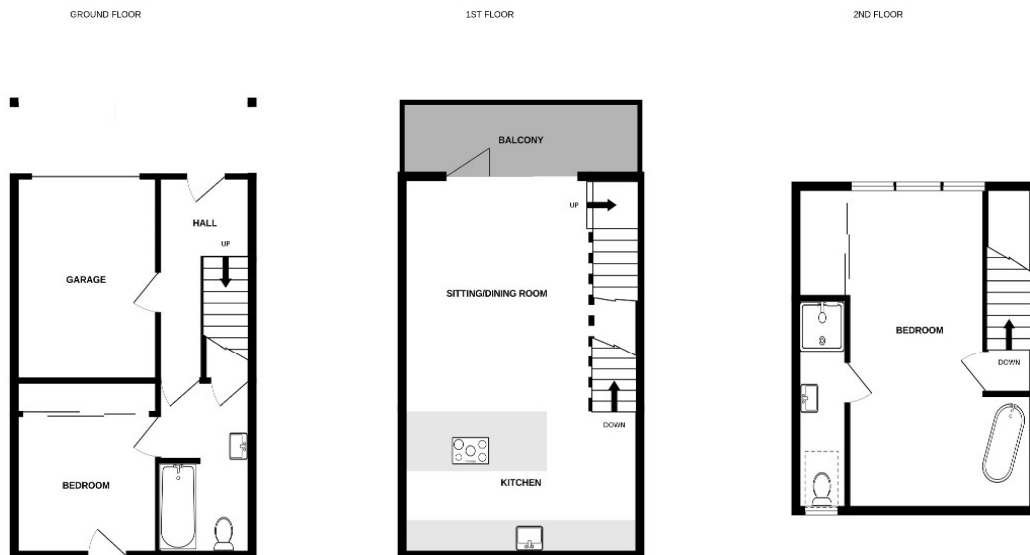 GROUND FLOOR
1ST FLOOR
2ND FLOOR
BALCONY
HALL
UP
GARAGE
BEDROOM
UP
SITTING/DINING ROOM
DOWN
KITCHEN
BEDROOM
DOWN